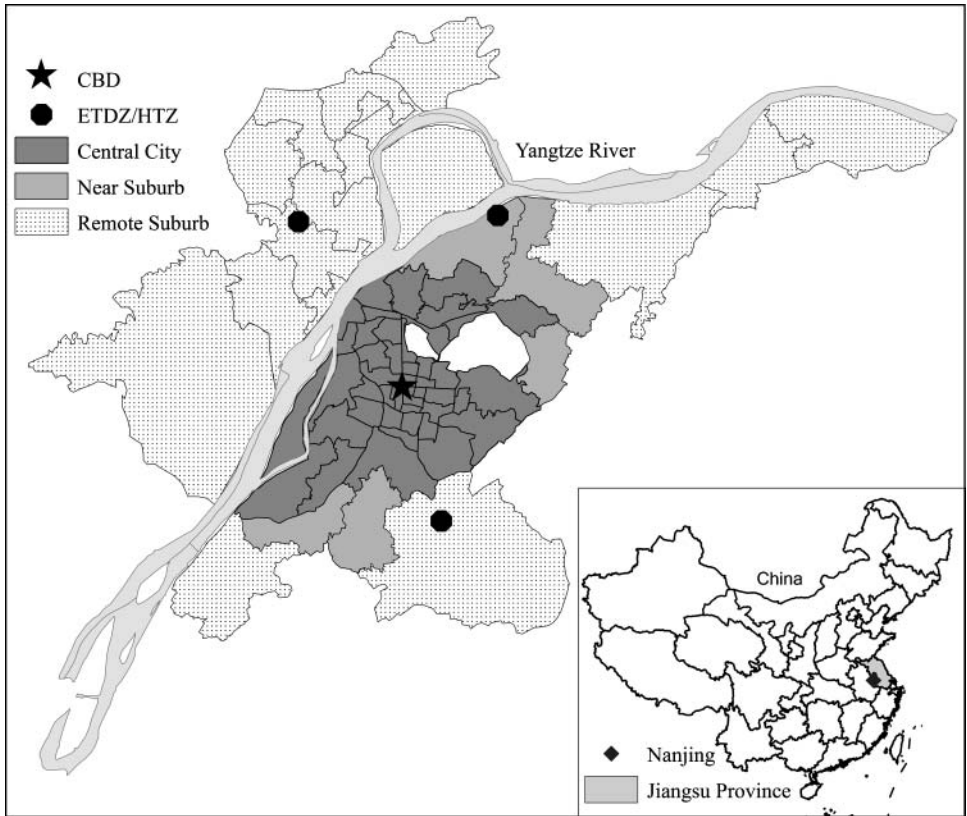 CBD
ETDZ/HTZ
Central City
Near Suburb
Remote Suburb
Yangtze River
China
Nanjing
Jiangsu Province